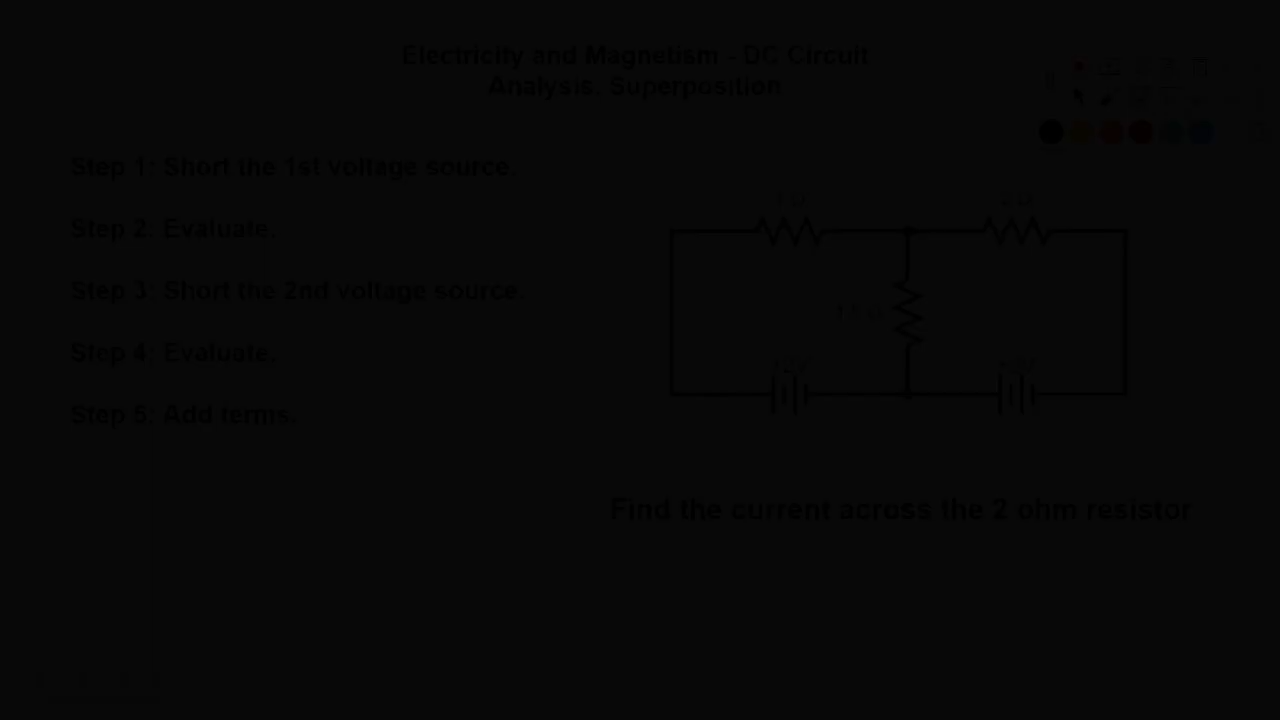 Electricity and Magnetism - DC Circuit
Analysis. Superposition
Step 1: Short the 1st voltage source.
Step 2: Evaluate.
Step 3: Short the 2nd voltage source.
Step 4: Evaluate.
Step 5: Add terms.
Find the current across the 2 ohm resistor